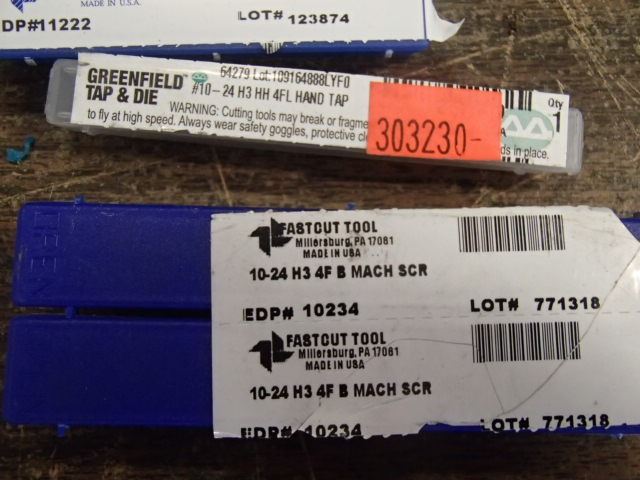 MADE IN U.S.A.
EDP#11222 LOT# 123874
GREENFIELD™ 64279 Lot:109164888LYF0
TAP & DIE #10-24 H3 HH 4FL HAND TAP
Qty
1
WARNING: Cutting tools may break or
to fly at high speed. Always wear safety goggles, protective
in place.
303230-
FASTCUT TOOL
Millersburg, PA 17061
MADE IN USA
10-24 H3 4F B MACH SCR
EDP# 10234 LOT# 771318
FASTCUT TOOL
Millersburg, PA 17061
MADE IN USA
10-24 H3 4F B MACH SCR
EDP# 10234 LOT# 771318